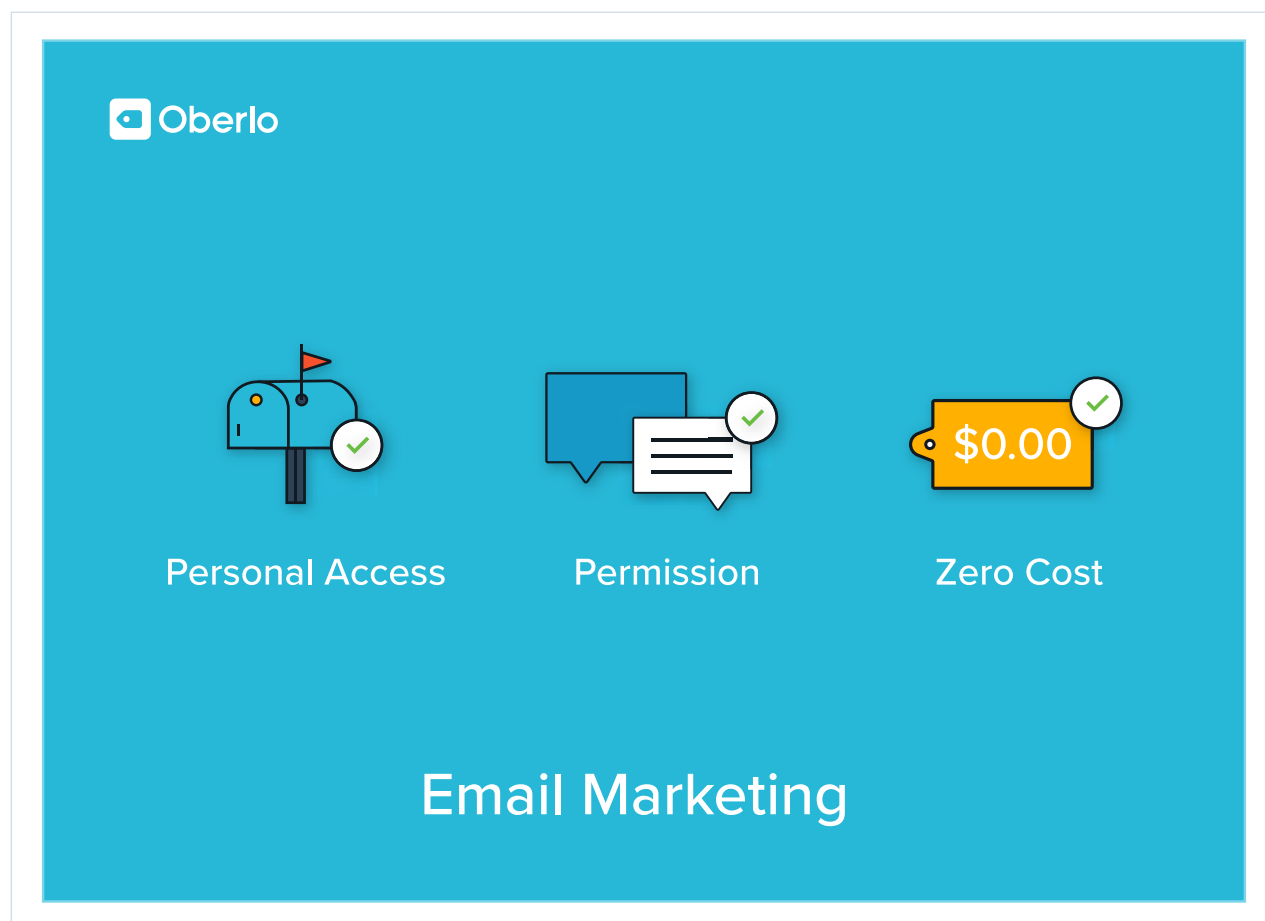 Oberlo
$0.00
Personal Access
Permission
Zero Cost
Email Marketing